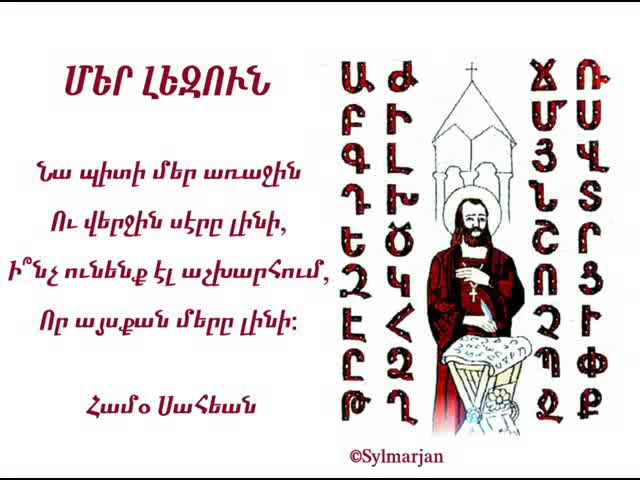 ՄԵՐ ԼԵԶՈՒՆ
Նա պիտի մեր առաջին
Ու վերջին սէրը լինի,
Ի՞նչ ունենք էլ աչխարհում,
Որ այսքան մերը լինի:
Համօ Սահեան
Ա Ժ Ճ Ռ
Բ Ի Մ Ս
Գ Լ Յ Վ
Դ Խ Ն Տ
Ե Ծ Շ Ր
Զ Կ Ո Ց
Է Հ Չ Ւ
Ը Ձ Պ Փ
Թ Ղ Ջ Ք
©Sylmarjan